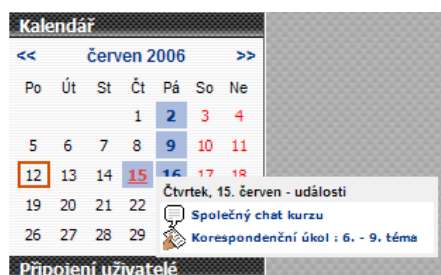 Kalendář
<< červen 2006 >>
Po Út St Čt Pá So Ne
1 2 3 4
5 6 7 8 9 10 11
12 13 14 15 16 17 18
Čtvrtek, 15. červen - události
19 20 21 22
Společný chat kurzu
26 27 28 29
Korespondenční úkol : 6. - 9. téma
Připojení uživatelé